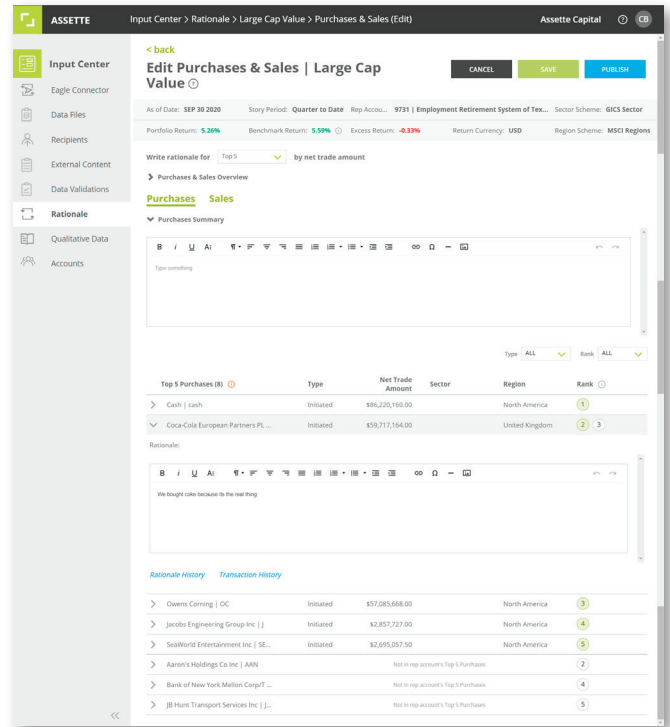 ASSETTE
Input Center > Rationale > Large Cap Value > Purchases & Sales (Edit)
Assette Capital
CB
Input Center
Eagle Connector
Data Files
Recipients
External Content
Data Validations
Rationale
Qualitative Data
Accounts
< back
Edit Purchases & Sales | Large Cap
Value
CANCEL
SAVE
PUBLISH
As of Date: SEP 30 2020 Story Period: Quarter to Date Rep Accou... 9731 | Employment Retirement System of Tex... Sector Scheme: GICS Sector
Portfolio Return: 5.26% Benchmark Return: 5.59% Excess Return: -0.33% Return Currency: USD Region Scheme: MSCI Regions
Write rationale for Top 5 by net trade amount
Purchases & Sales Overview
Purchases Sales
Purchases Summary
Type something
Type ALL Rank ALL
Top 5 Purchases (8) Type Net Trade Amount Sector Region Rank
Cash | cash Initiated $86,220,160.00 North America 1
Coca-Cola European Partners PL ... Initiated $59,717,164.00 United Kingdom 2 3
Rationale:
We bought coke because its the real thing
Rationale History Transaction History
Owens Corning | OC Initiated $57,085,668.00 North America 3
Jacobs Engineering Group Inc | J Initiated $2,857,727.00 North America 4
SeaWorld Entertainment Inc | SE... Initiated $2,695,057.50 North America 5
Aaron's Holdings Co Inc | AAN Not in rep account's Top 5 Purchases 2
Bank of New York Mellon Corp/T ... Not in rep account's Top 5 Purchases 4
JB Hunt Transport Services Inc | J... Not in rep account's Top 5 Purchases 5